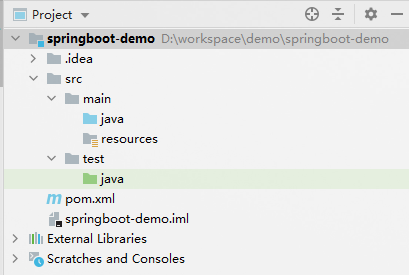 Project
springboot-demo D:\workspace\demo\springboot-demo
.idea
src
main
java
resources
test
java
pom.xml
springboot-demo.iml
External Libraries
Scratches and Consoles